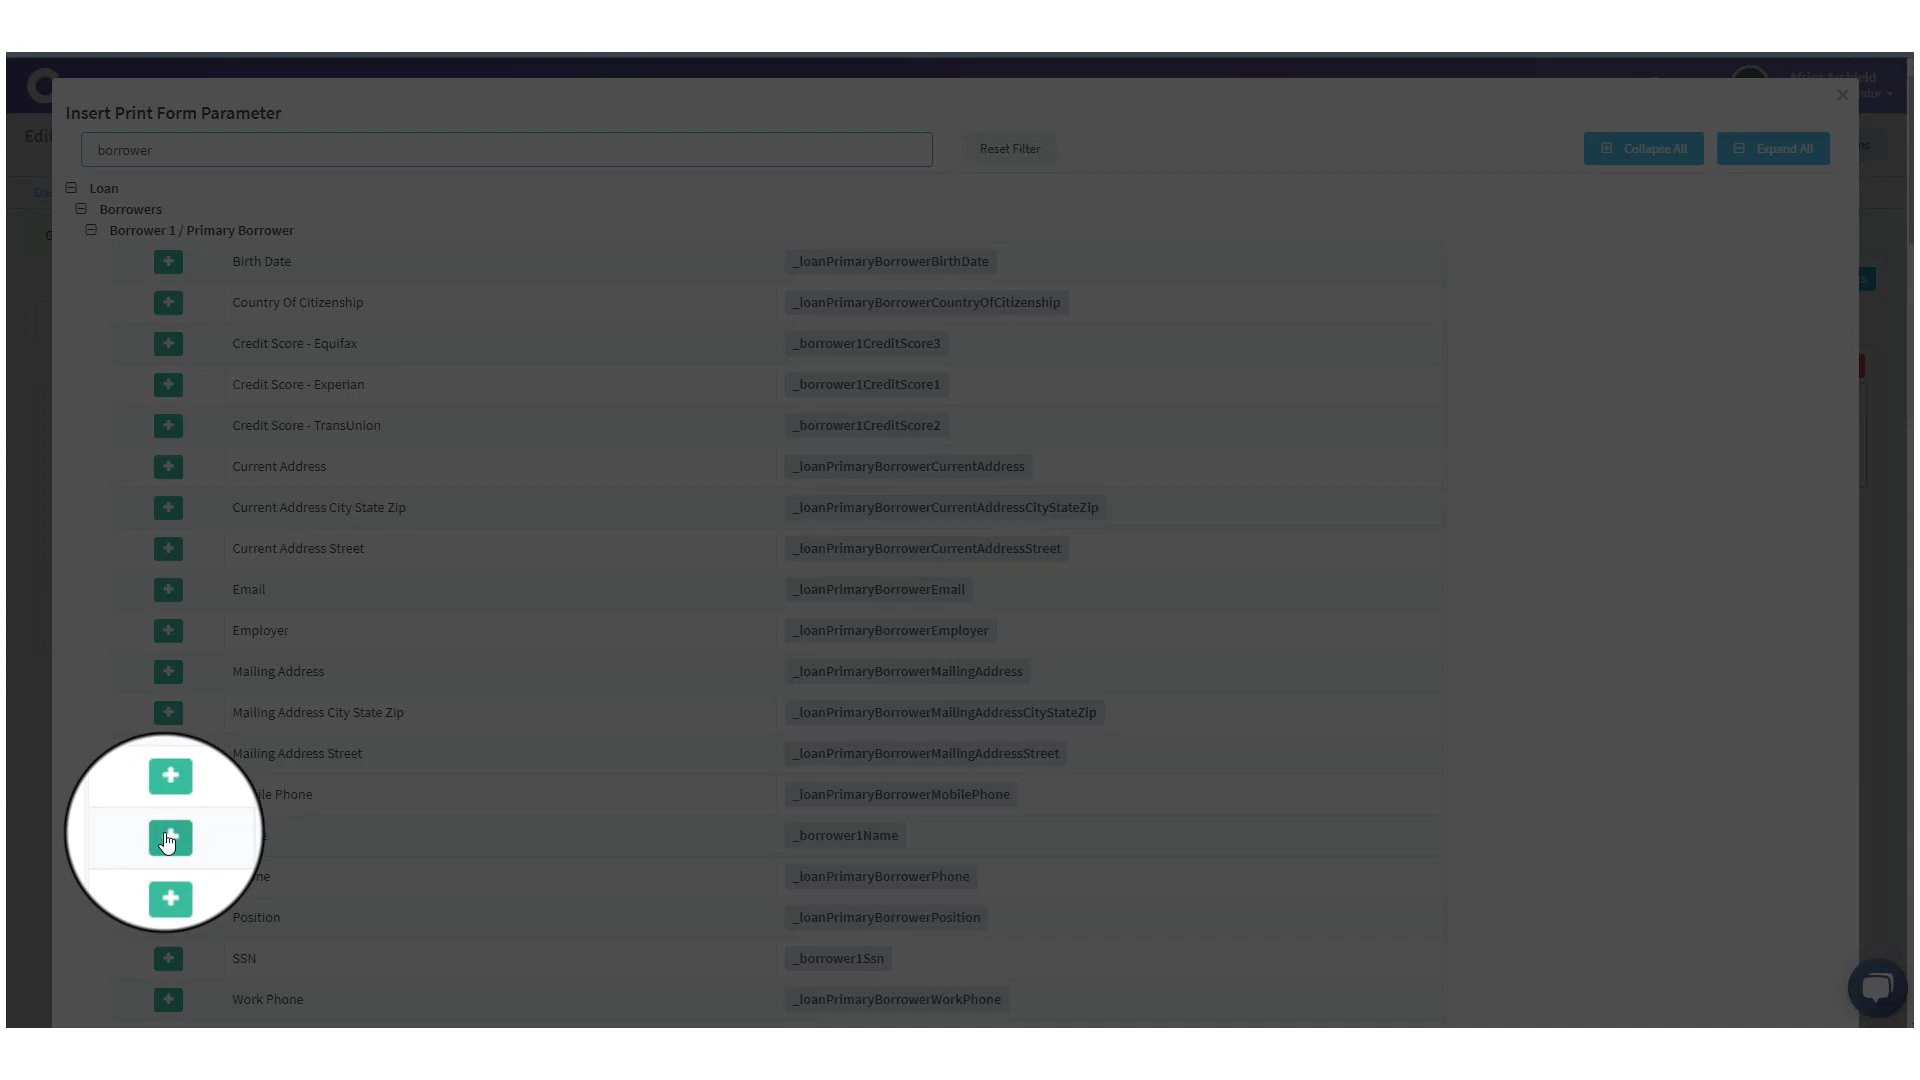 Insert Print Form Parameter
borrower
Reset Filter
Collapse All
Expand All
Loan
Borrowers
Borrower 1 / Primary Borrower
Birth Date _loanPrimaryBorrowerBirthDate
Country Of Citizenship _loanPrimaryBorrowerCountryOfCitizenship
Credit Score - Equifax _borrower1CreditScore3
Credit Score - Experian _borrower1CreditScore1
Credit Score - TransUnion _borrower1CreditScore2
Current Address _loanPrimaryBorrowerCurrentAddress
Current Address City State Zip _loanPrimaryBorrowerCurrentAddressCityStateZip
Current Address Street _loanPrimaryBorrowerCurrentAddressStreet
Email _loanPrimaryBorrowerEmail
Employer _loanPrimaryBorrowerEmployer
Mailing Address _loanPrimaryBorrowerMailingAddress
Mailing Address City State Zip _loanPrimaryBorrowerMailingAddressCityStateZip
Mailing Address Street _loanPrimaryBorrowerMailingAddressStreet
Phone _loanPrimaryBorrowerMobilePhone
_borrower1Name
_loanPrimaryBorrowerPhone
Position _loanPrimaryBorrowerPosition
SSN _borrower1Ssn
Work Phone _loanPrimaryBorrowerWorkPhone